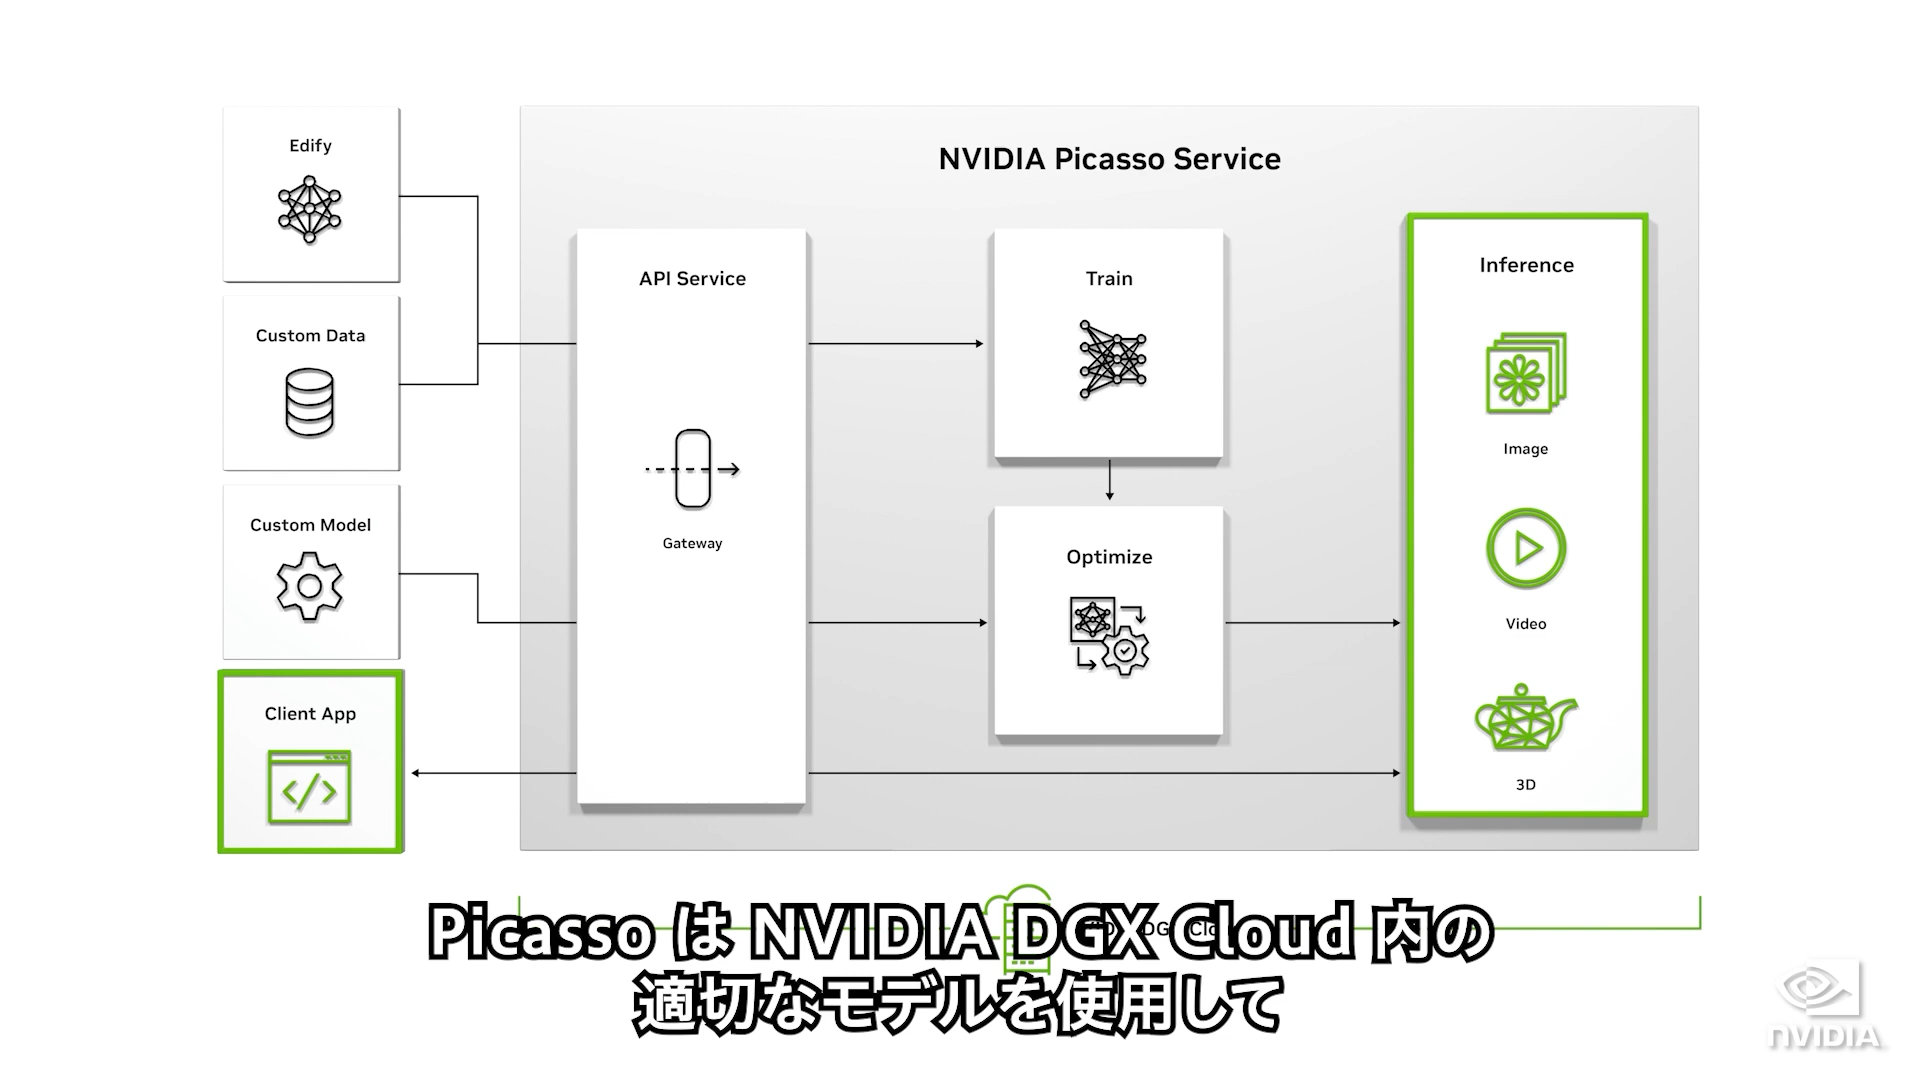 Edify
Custom Data
Custom Model
Client App
NVIDIA Picasso Service
API Service
Gateway
Train
Optimize
Inference
Image
Video
3D
Picasso は NVIDIA DGX Cloud 内の
適切なモデルを使用して
NVIDIA